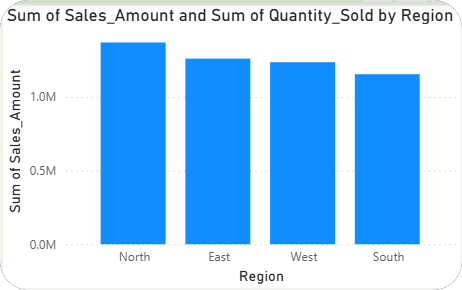 Sum of Sales_Amount and Sum of Quantity_Sold by Region
Sum of Sales_Amount
1.0M
0.5M
0.0M
North East West South
Region